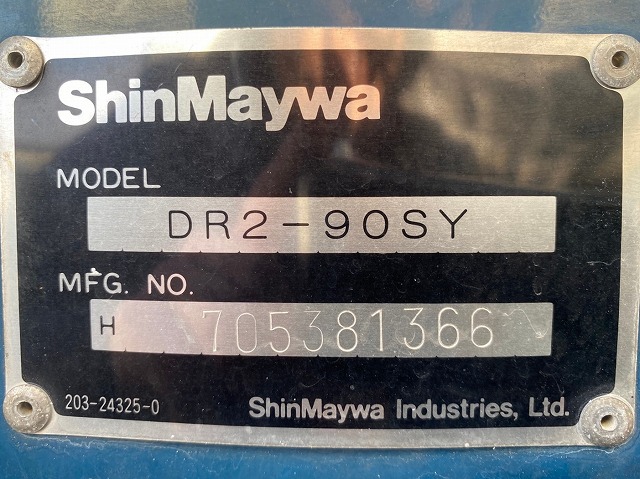 ShinMaywa
MODEL
DR2-90SY
MFG. NO.
H 705381366
203-24325-0
ShinMaywa Industries, Ltd.